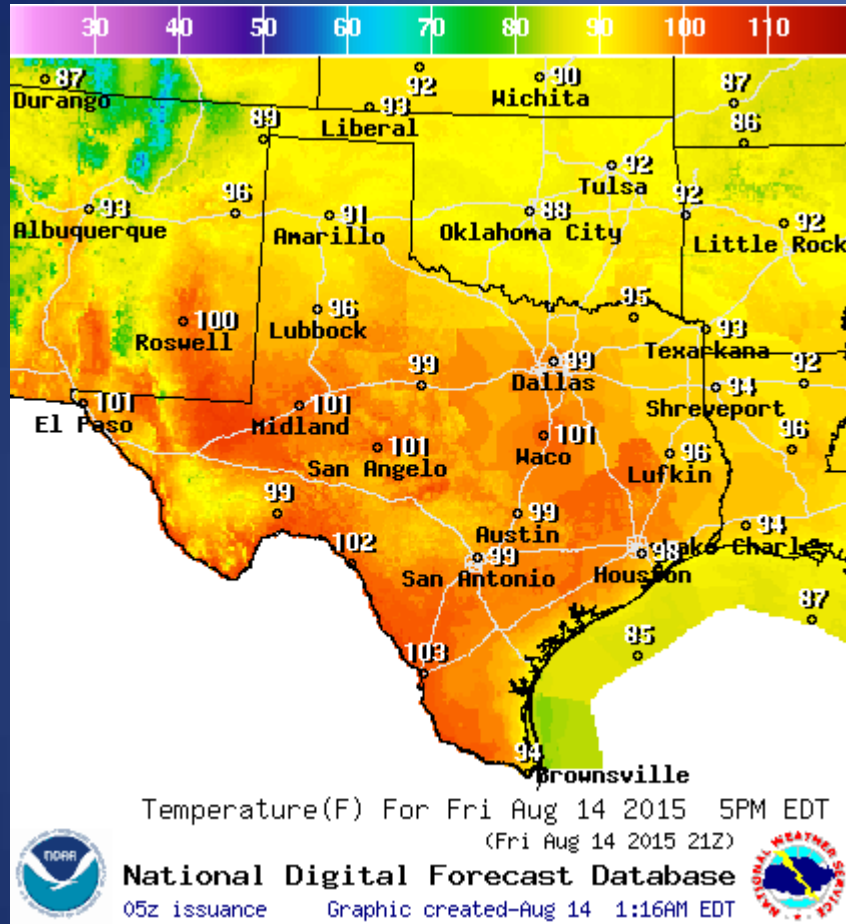 30 40 50 60 70 80 90 100 110
87 92 90 87
Durango Wichita
93
Liberal
89 86
92
Tulsa
96 93 91 88 92 92
Albuquerque Amarillo Oklahoma City Little Rock
100 96 95 93
Roswell Lubbock Texarkana
99 99 92
Dallas
94
101 101 Shreveport
El Paso Midland
101 101 96 96
San Angelo Waco Lufkin
99 99
Austin
94
102 99 98 Lake Charles
San Antonio Houston
87
103 85
94
Brownsville
Temperature(F) For Fri Aug 14 2015 5PM EDT
(Fri Aug 14 2015 21Z)
NOAA
NATIONAL WEATHER SERVICE
National Digital Forecast Database
05z issuance Graphic created-Aug 14 1:16AM EDT